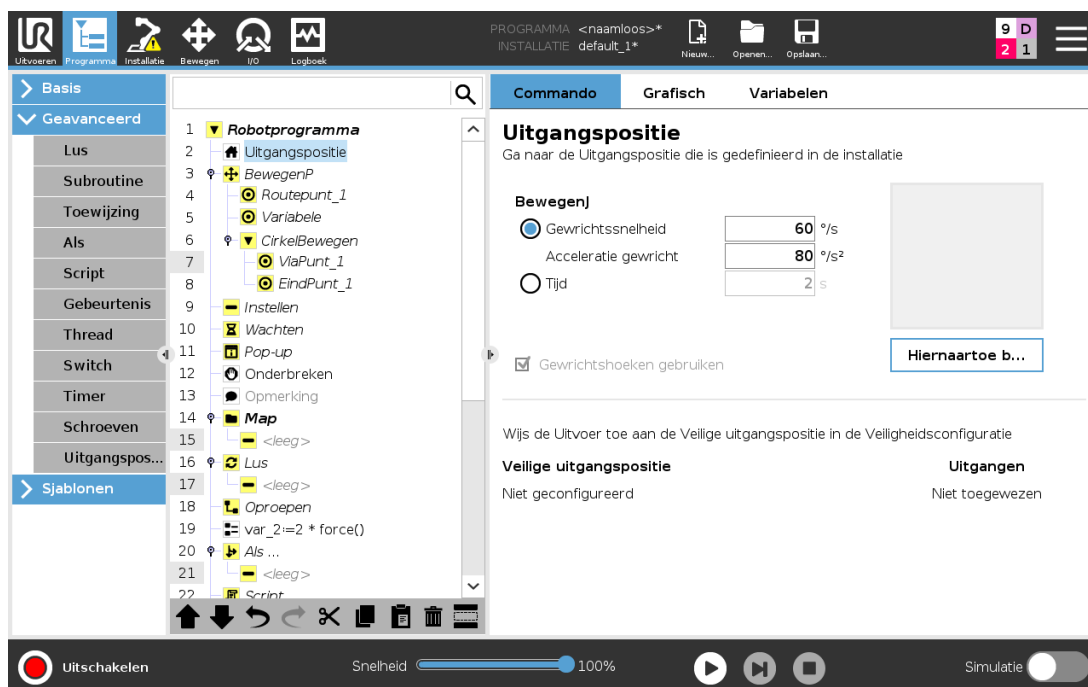 PROGRAMMA <naamloos>*
INSTALLATIE default_1*
Uitvoeren
Programma
Installatie
Bewegen
I/O
Logboek
Nieuw...
Openen...
Opslaan...
9 D
2 1
Basis
Geavanceerd
Lus
Subroutine
Toewijzing
Als
Script
Gebeurtenis
Thread
Switch
Timer
Schroeven
Uitgangspos...
Sjablonen
1 Robotprogramma
2 Uitgangspositie
3 BewegenP
4 Routepunt_1
5 Variabele
6 CirkelBewegen
7 ViaPunt_1
8 EindPunt_1
9 Instellen
10 Wachten
11 Pop-up
12 Onderbreken
13 Opmerking
14 Map
15 <leeg>
16 Lus
17 <leeg>
18 Oproepen
19 var_2:=2 * force()
20 Als ...
21 <leeg>
22 Script
Commando Grafisch Variabelen
Uitgangspositie
Ga naar de Uitgangspositie die is gedefinieerd in de installatie
BewegenJ
Gewrichtssnelheid 60 °/s
Acceleratie gewricht 80 °/s²
Tijd 2 s
Gewrichtshoeken gebruiken
Hiernaartoe b...
Wijs de Uitvoer toe aan de Veilige uitgangspositie in de Veiligheidsconfiguratie
Veilige uitgangspositie Uitgangen
Niet geconfigureerd Niet toegewezen
Uitschakelen
Snelheid 100%
Simulatie